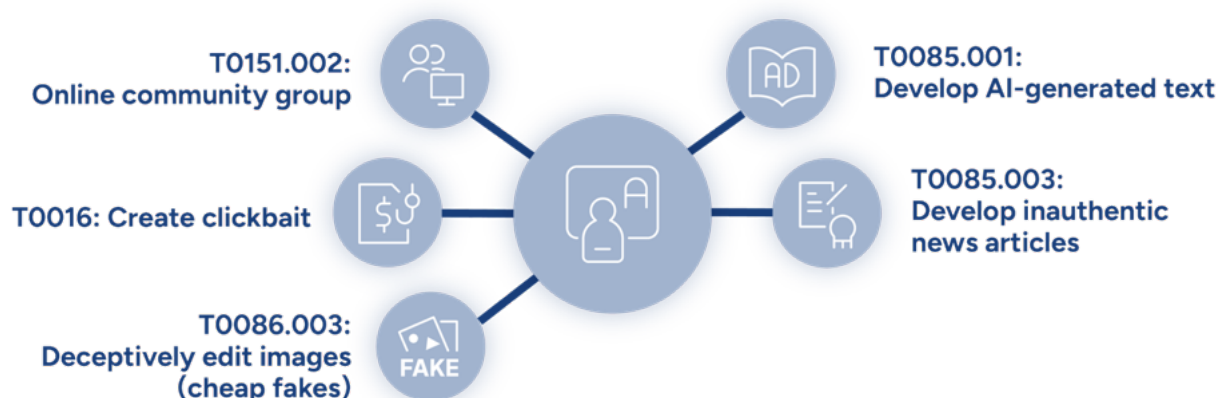 T0151.002:
Online community group
T0016: Create clickbait
T0086.003:
Deceptively edit images
(cheap fakes)
FAKE
AD
T0085.001:
Develop AI-generated text
T0085.003:
Develop inauthentic
news articles
A
$